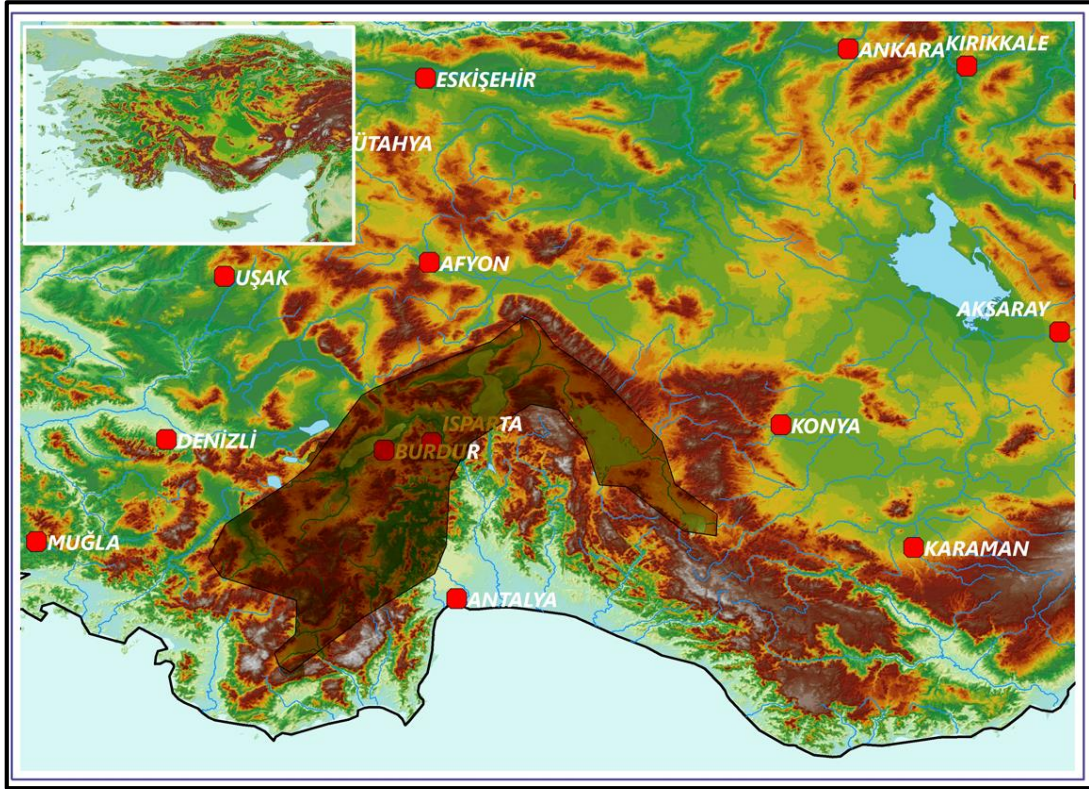 ANKARA
KIRIKKALE
ESKİŞEHİR
ÜTAHYA
AFYON
UŞAK
AKSARAY
ISPARTA
KONYA
DENİZLİ
BURDUR
MUĞLA
KARAMAN
ANTALYA